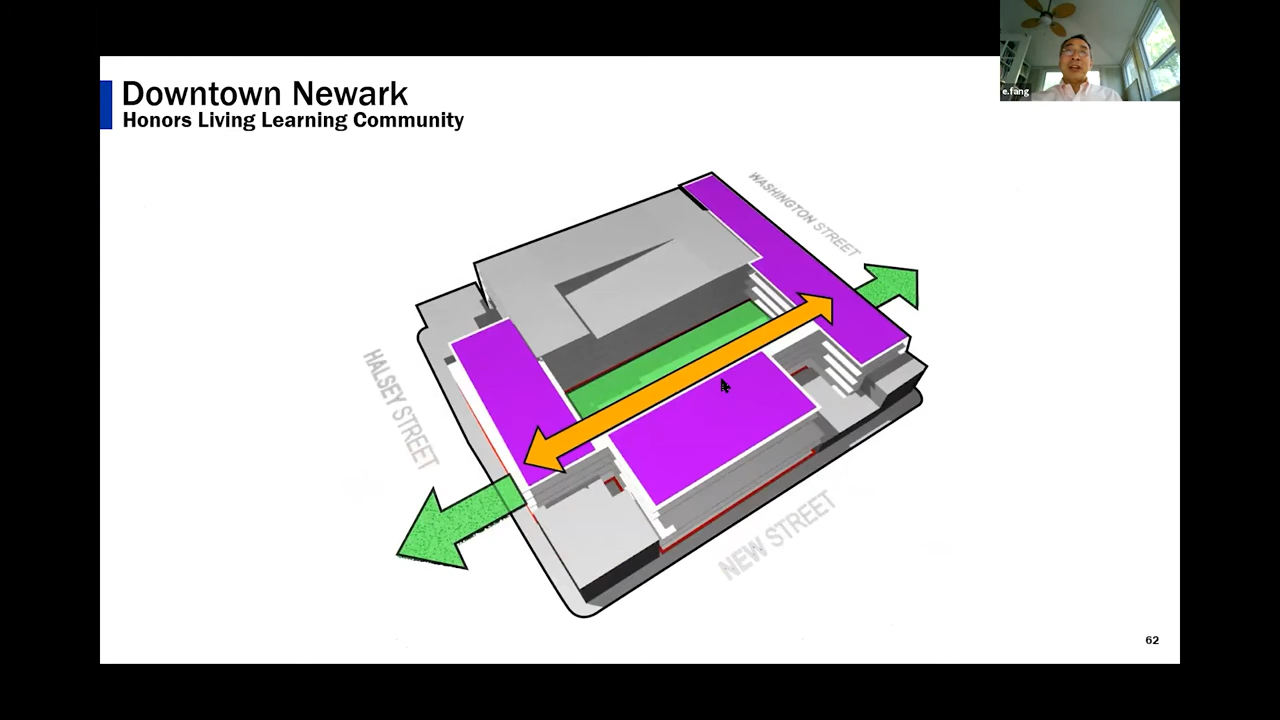 e.fang
Downtown Newark
Honors Living Learning Community
WASHINGTON STREET
HALSEY STREET
NEW STREET
62